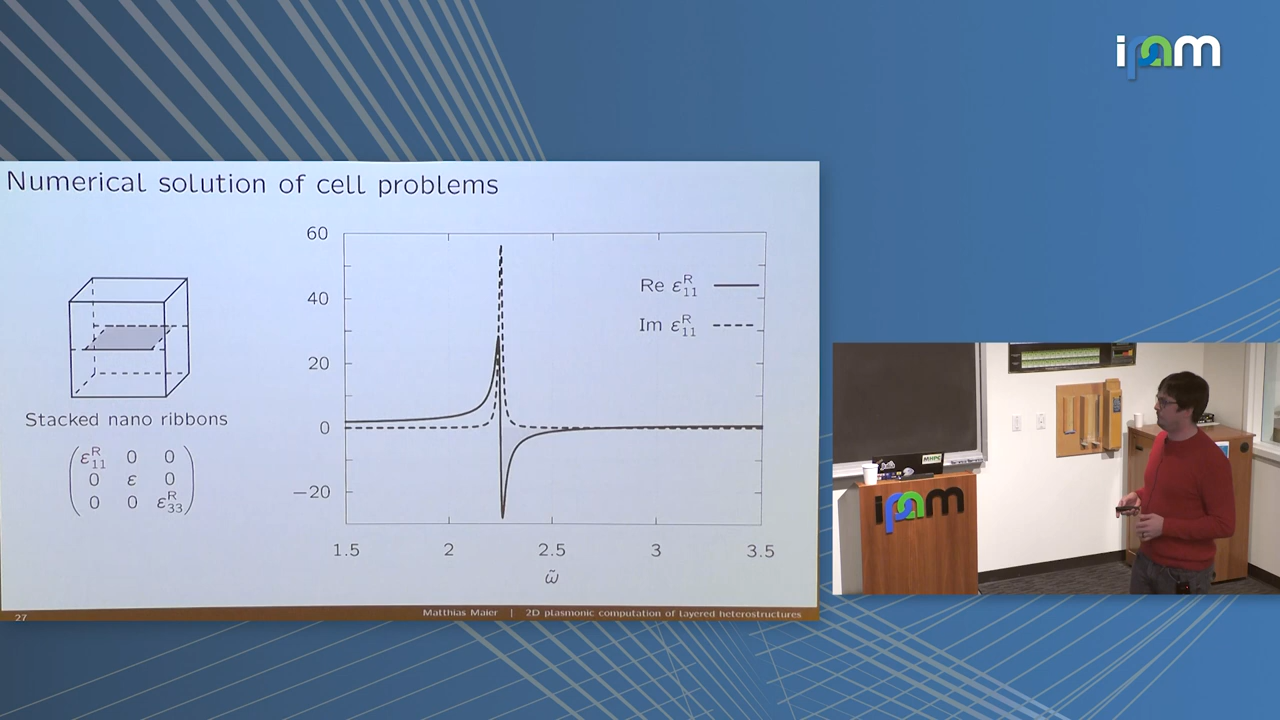 ipam
Numerical solution of cell problems
60
40
20
0
−20
1.5
2
2.5
3
3.5
ω̃
Re ε₁₁ᴿ
Im ε₁₁ᴿ
Stacked nano ribbons
ε₁₁ᴿ 0 0
0 ε 0
0 0 ε₃₃ᴿ
27
Matthias Maier | 2D plasmonic computation of layered heterostructures
MHPC
ipam